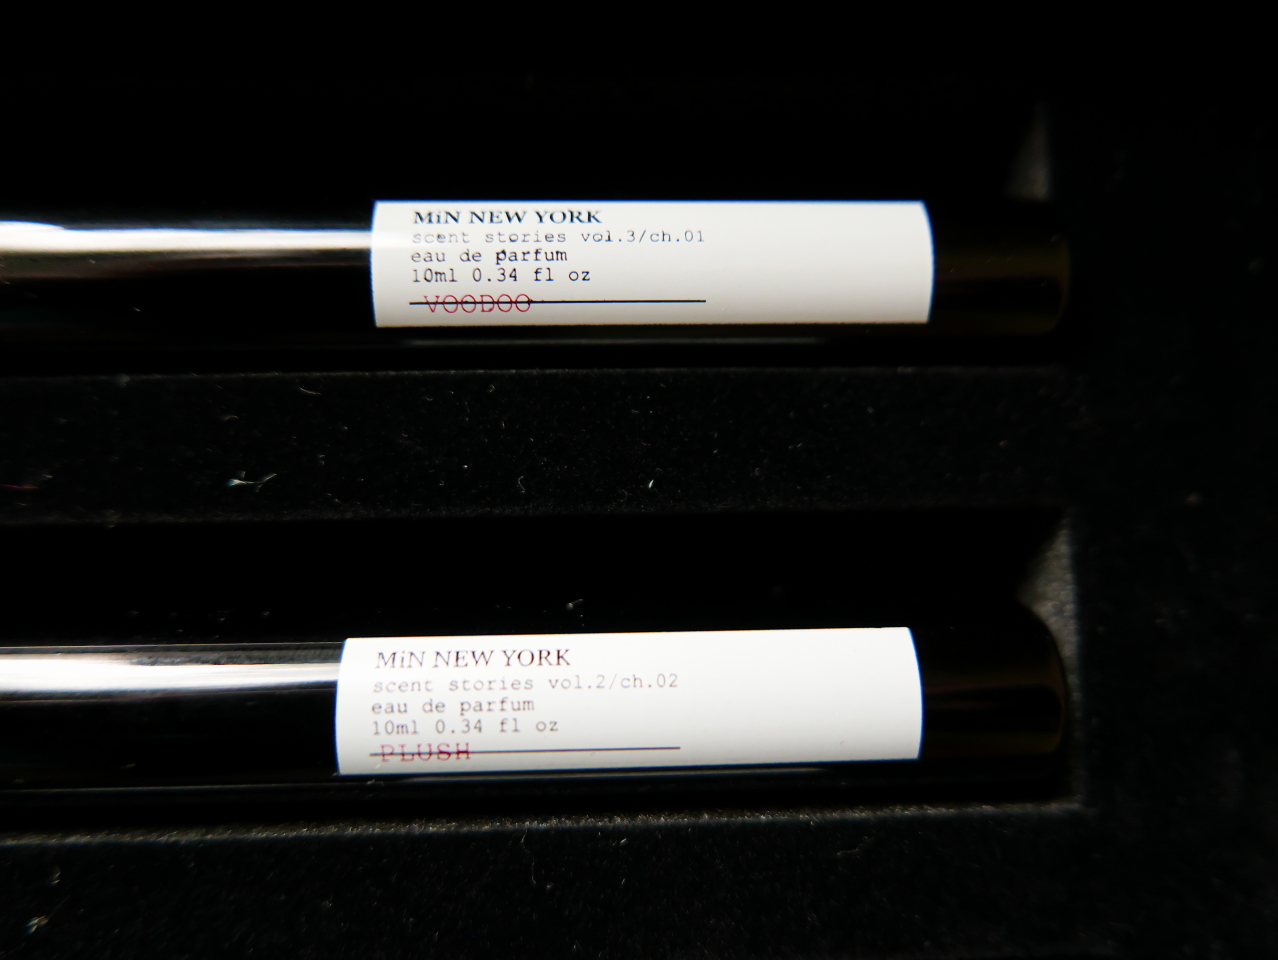 MiN NEW YORK
scent stories vol.3/ch.01
eau de parfum
10ml 0.34 fl oz
VOODOO
MiN NEW YORK
scent stories vol.2/ch.02
eau de parfum
10ml 0.34 fl oz
PLUSH